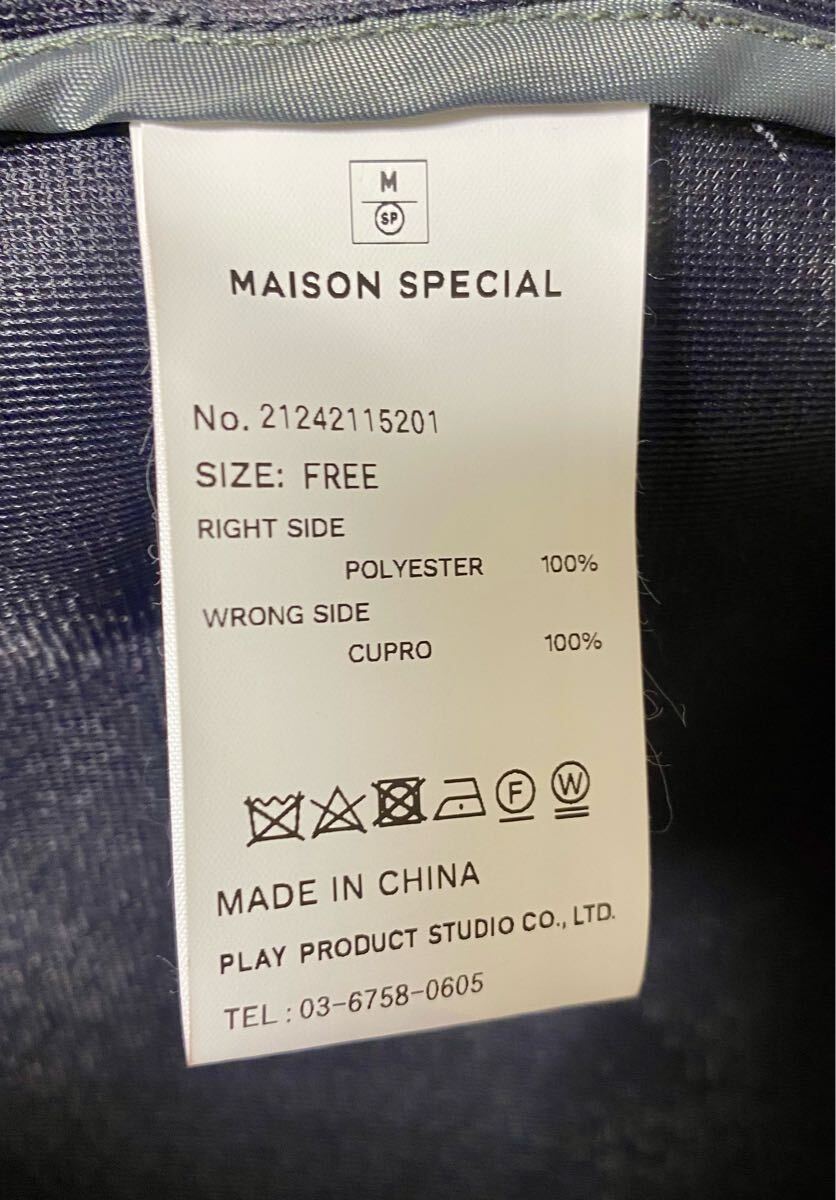 M
SP
MAISON SPECIAL
No. 21242115201
SIZE: FREE
RIGHT SIDE
POLYESTER 100%
WRONG SIDE
CUPRO 100%
F W
MADE IN CHINA
PLAY PRODUCT STUDIO CO., LTD.
TEL : 03-6758-0605